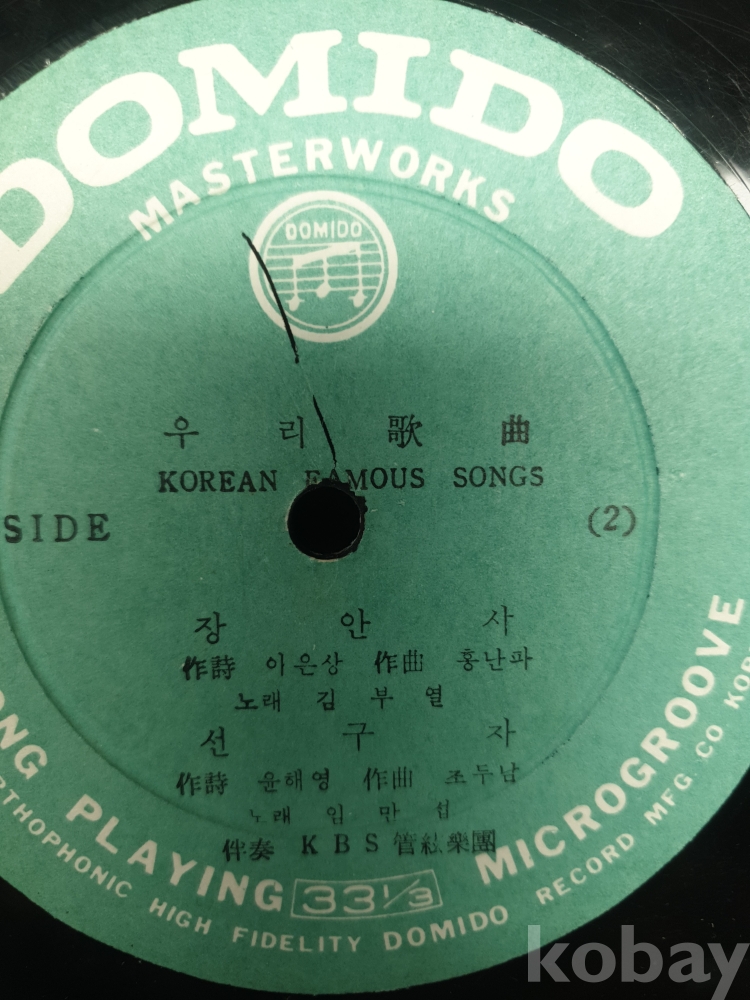 DOMIDO
MASTERWORKS
DOMIDO
우리歌曲
KOREAN FAMOUS SONGS
SIDE (2)
장안사
作詩 이은상 作曲 홍난파
노래 김부열
선구자
作詩 윤해영 作曲 조두남
노래 임만섭
伴奏 KBS管絃樂團
PLAYING 33 1/3 MICROGROOVE
ORTHOPHONIC HIGH FIDELITY DOMIDO RECORD MFG CO
kobay